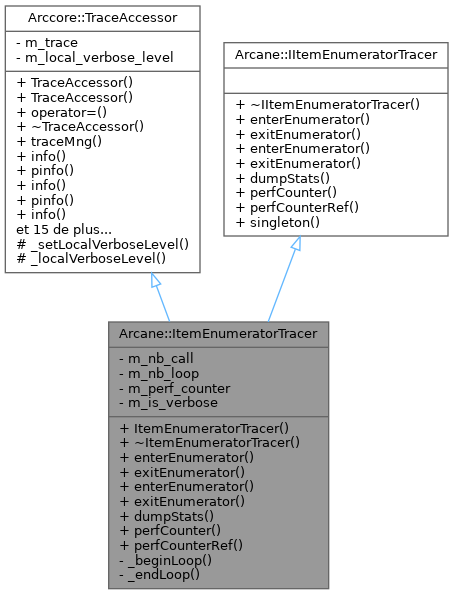 Arccore::TraceAccessor
- m_trace
- m_local_verbose_level
+ TraceAccessor()
+ TraceAccessor()
+ operator=()
+ ~TraceAccessor()
+ traceMng()
+ info()
+ pinfo()
+ info()
+ pinfo()
+ info()
et 15 de plus...
# _setLocalVerboseLevel()
# _localVerboseLevel()
Arcane::IItemEnumeratorTracer
+ ~IItemEnumeratorTracer()
+ enterEnumerator()
+ exitEnumerator()
+ enterEnumerator()
+ exitEnumerator()
+ dumpStats()
+ perfCounter()
+ perfCounterRef()
+ singleton()
Arcane::ItemEnumeratorTracer
- m_nb_call
- m_nb_loop
- m_perf_counter
- m_is_verbose
+ ItemEnumeratorTracer()
+ ~ItemEnumeratorTracer()
+ enterEnumerator()
+ exitEnumerator()
+ enterEnumerator()
+ exitEnumerator()
+ dumpStats()
+ perfCounter()
+ perfCounterRef()
- _beginLoop()
- _endLoop()